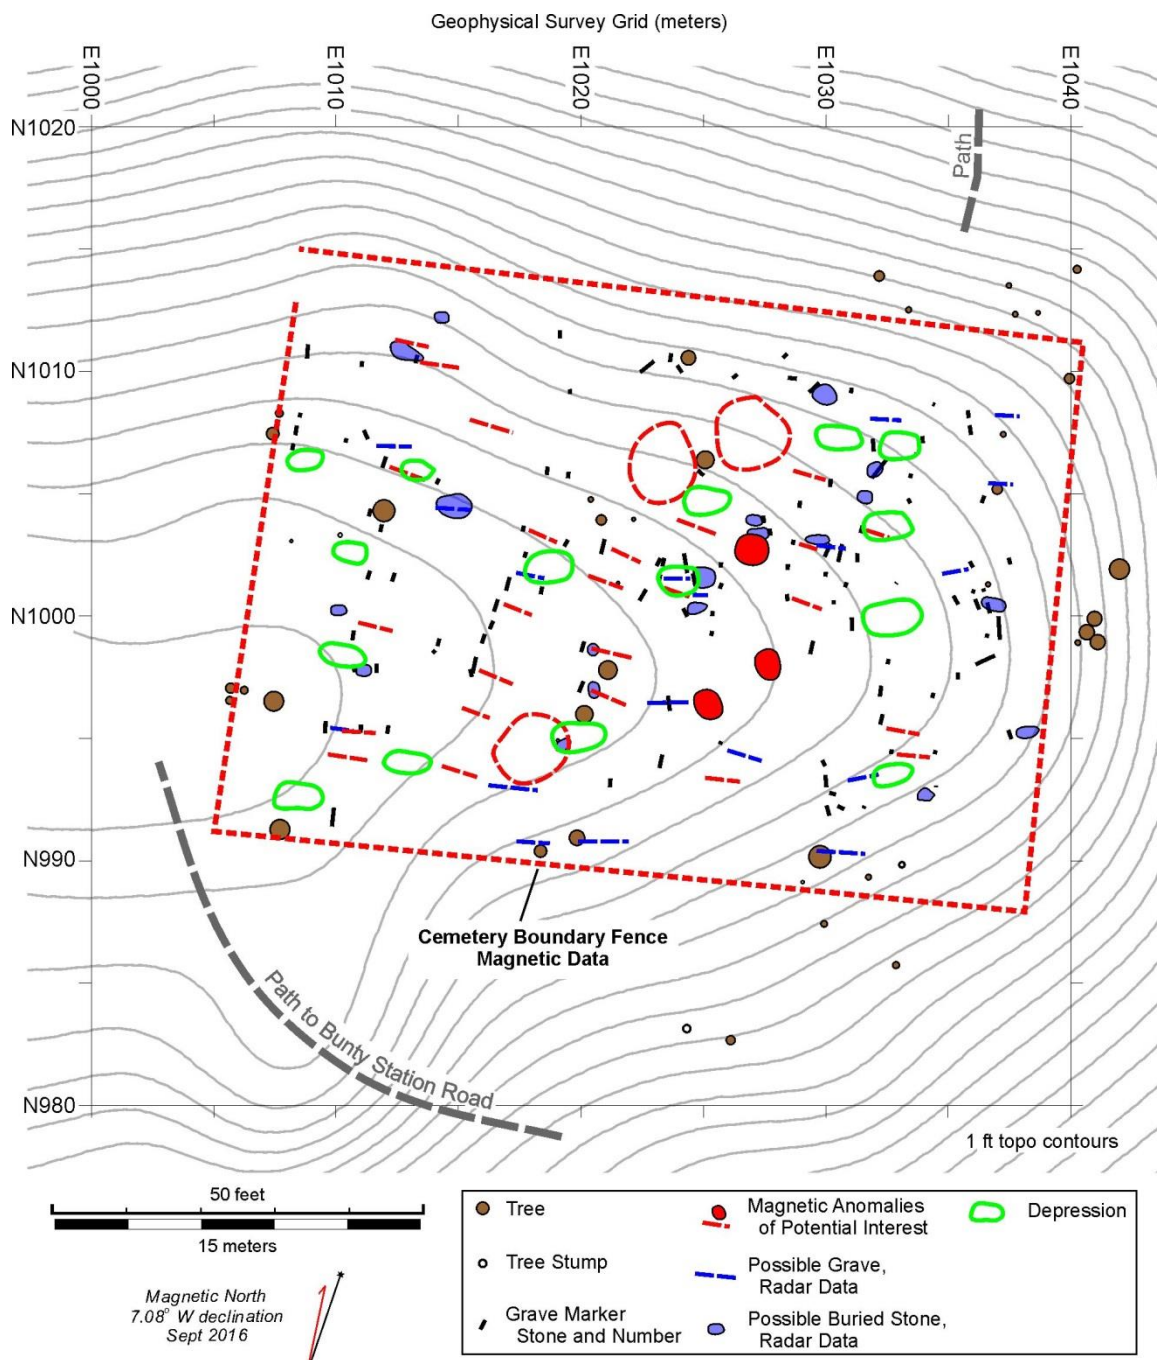 Geophysical Survey Grid (meters)
E1000
E1010
E1020
E1030
E1040
N1020
Path
N1010
N1000
N990
Cemetery Boundary Fence
Magnetic Data
Path to Bunty Station Road
N980
1 ft topo contours
50 feet
15 meters
Magnetic North
7.08° W declination
Sept 2016
Tree
Tree Stump
Grave Marker
Stone and Number
Magnetic Anomalies
of Potential Interest
Possible Grave,
Radar Data
Possible Buried Stone,
Radar Data
Depression